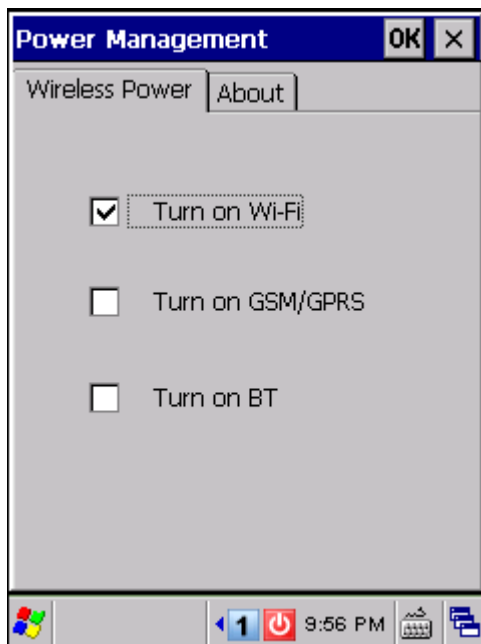 Power Management OK ×
Wireless Power About
Turn on Wi-Fi
Turn on GSM/GPRS
Turn on BT
1 9:56 PM